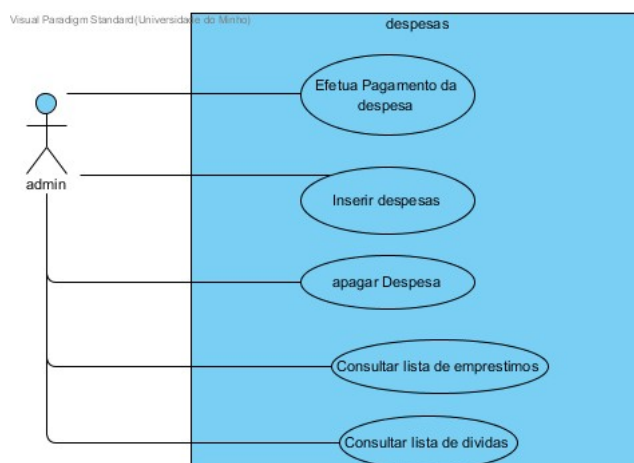 Visual Paradigm Standard(Universidade do Minho)
despesas
Efetua Pagamento da
despesa
admin
Inserir despesas
apagar Despesa
Consultar lista de emprestimos
Consultar lista de dividas